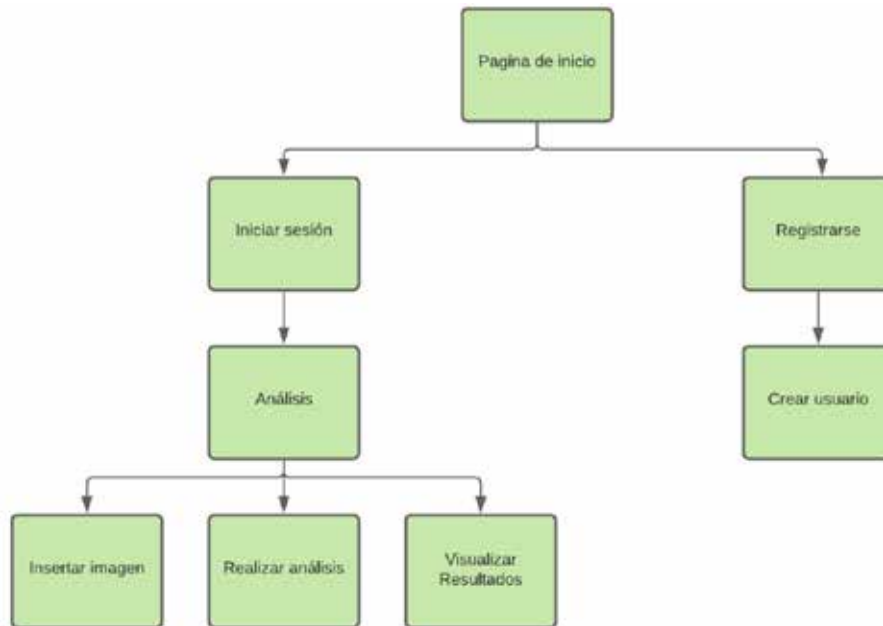 Pagina de inicio
Iniciar sesión
Registrarse
Análisis
Crear usuario
Insertar imagen
Realizar análisis
Visualizar
Resultados